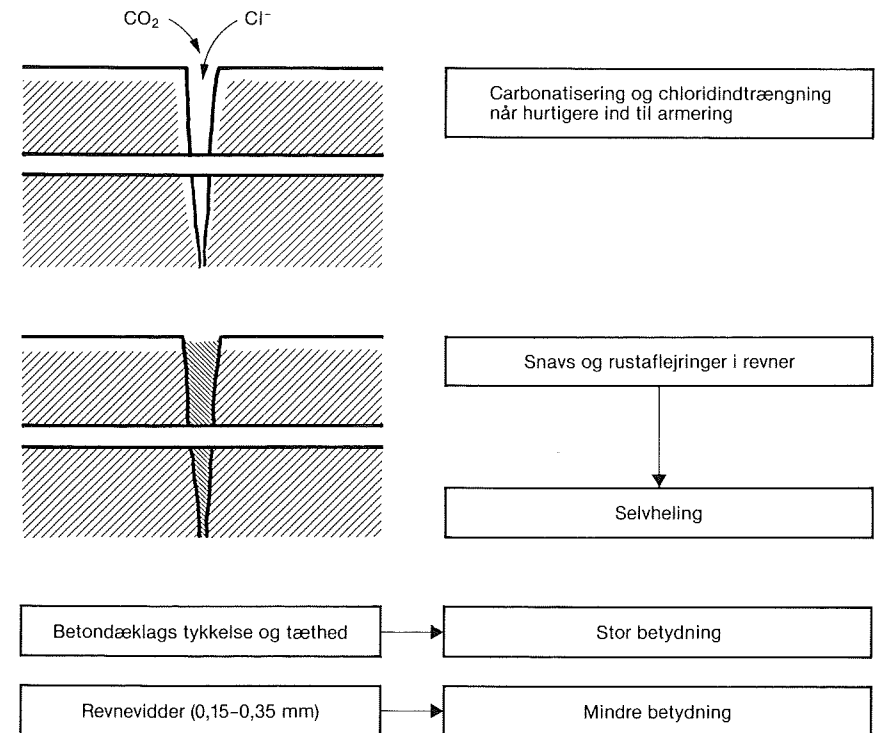 CO₂ Cl⁻
Carbonatisering og chloridindtrængning
når hurtigere ind til armering
Snavs og rustaflejringer i revner
Selvheling
Betondæklags tykkelse og tæthed
Stor betydning
Revnevidder (0,15–0,35 mm)
Mindre betydning